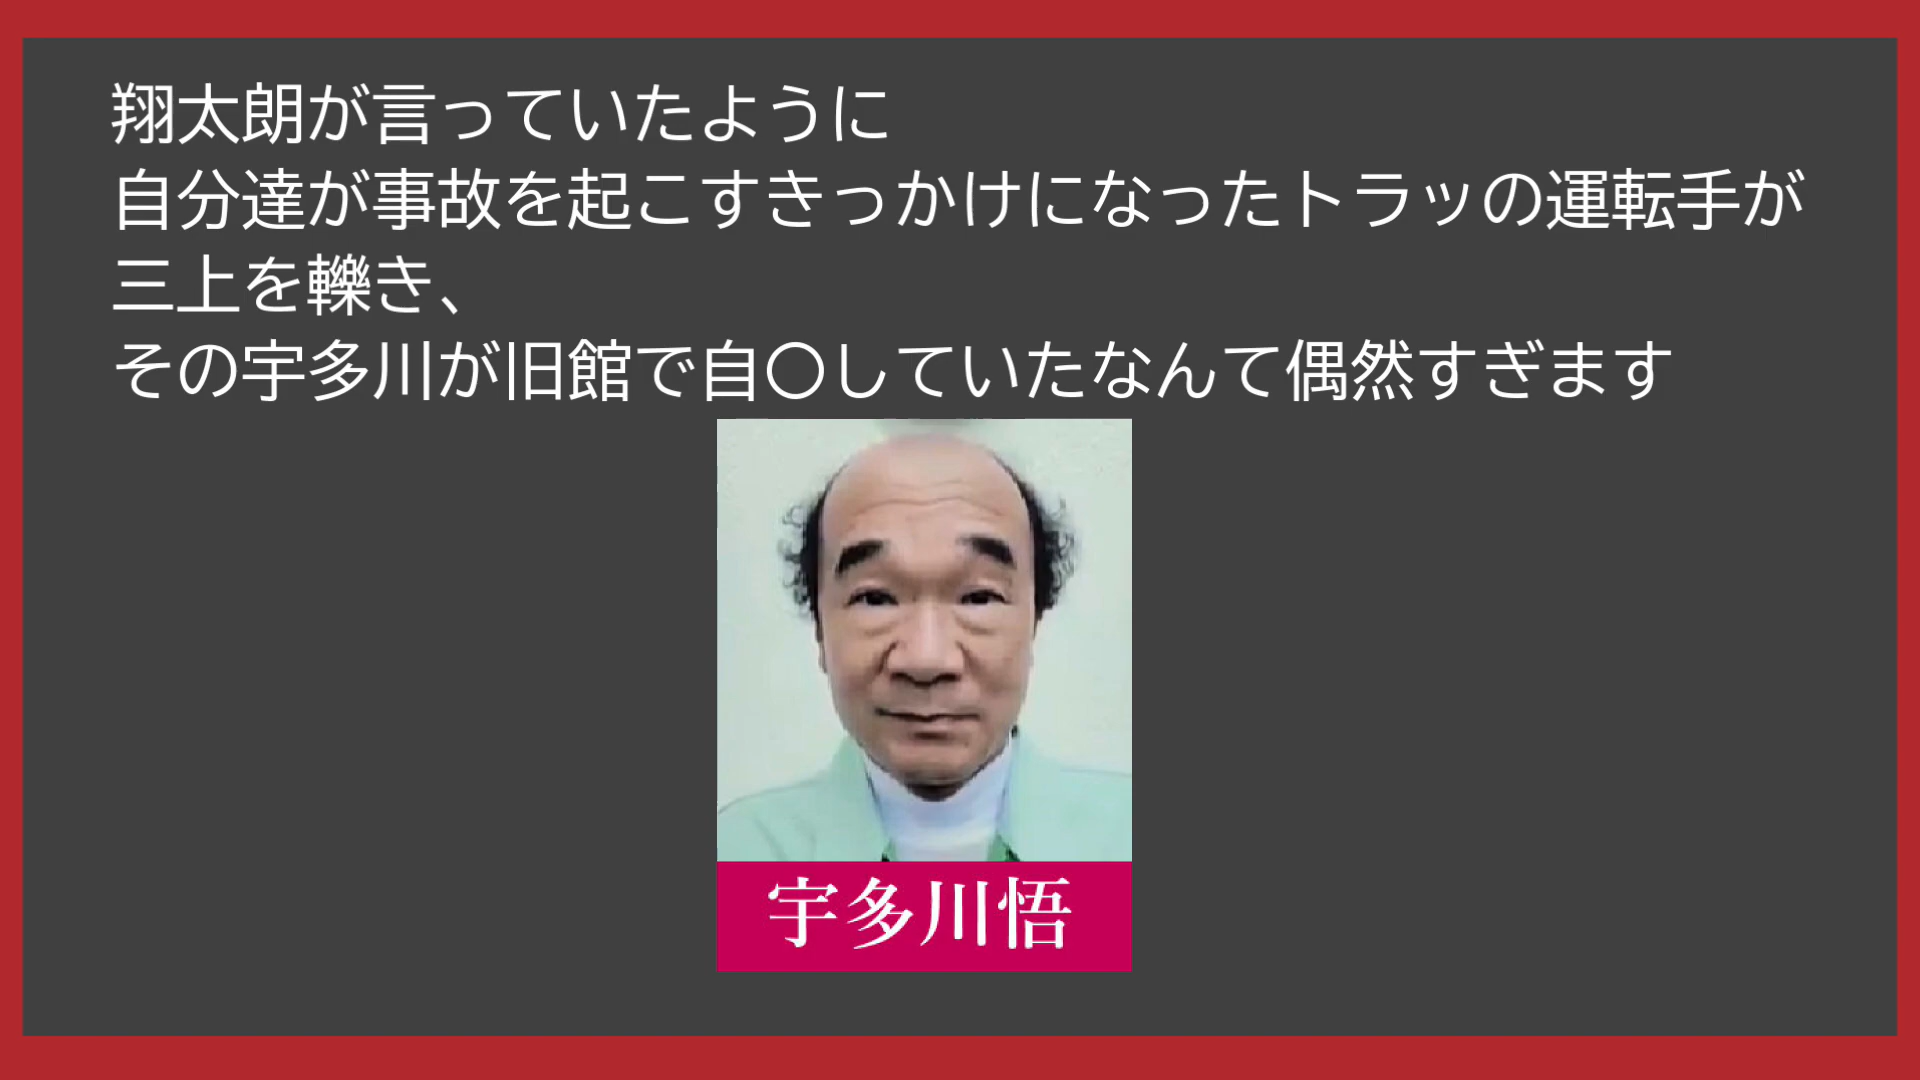 翔太朗が言っていたように
自分達が事故を起こすきっかけになったトラッの運転手が
三上を轢き、
その宇多川が旧館で自〇していたなんて偶然すぎます
宇多川悟